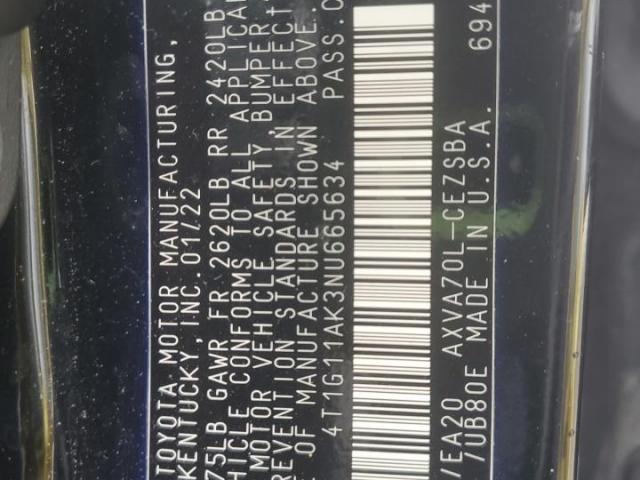 TOYOTA MOTOR MANUFACTURING,
KENTUCKY, INC. 01/22
75LB GAWR FR 2620LB RR 2420LB
HICLE CONFORMS TO ALL APPLICA
MOTOR VEHICLE SAFETY, BUMPER,
REVENTION STANDARDS IN EFFECT
E OF MANUFACTURE SHOWN ABOVE.
4T1G11AK3NU665634 PASS.C
/EA20 AXVA70L-CEZSBA
/UB80E MADE IN U.S.A. 694